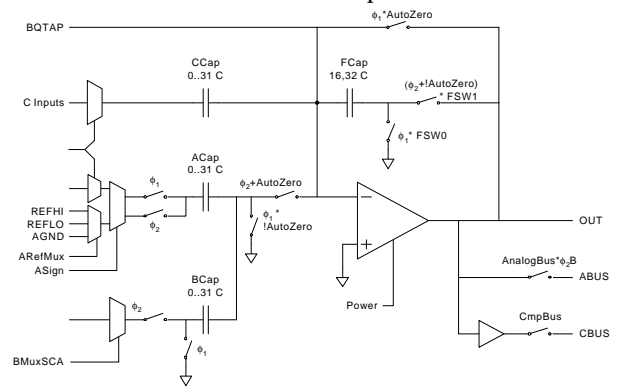 BQTAP
ϕ1*AutoZero
CCap
0..31 C
FCap
16,32 C
(ϕ2+!AutoZero)
* FSW1
C Inputs
ϕ1* FSW0
ACap
0..31 C
ϕ1
ϕ2+AutoZero
REFHI
REFLO
AGND
ϕ2
ϕ1*
!AutoZero
−
+
OUT
ARefMux
ASign
AnalogBus*ϕ2B
ABUS
BCap
0..31 C
Power
ϕ2
CmpBus
CBUS
ϕ1
BMuxSCA